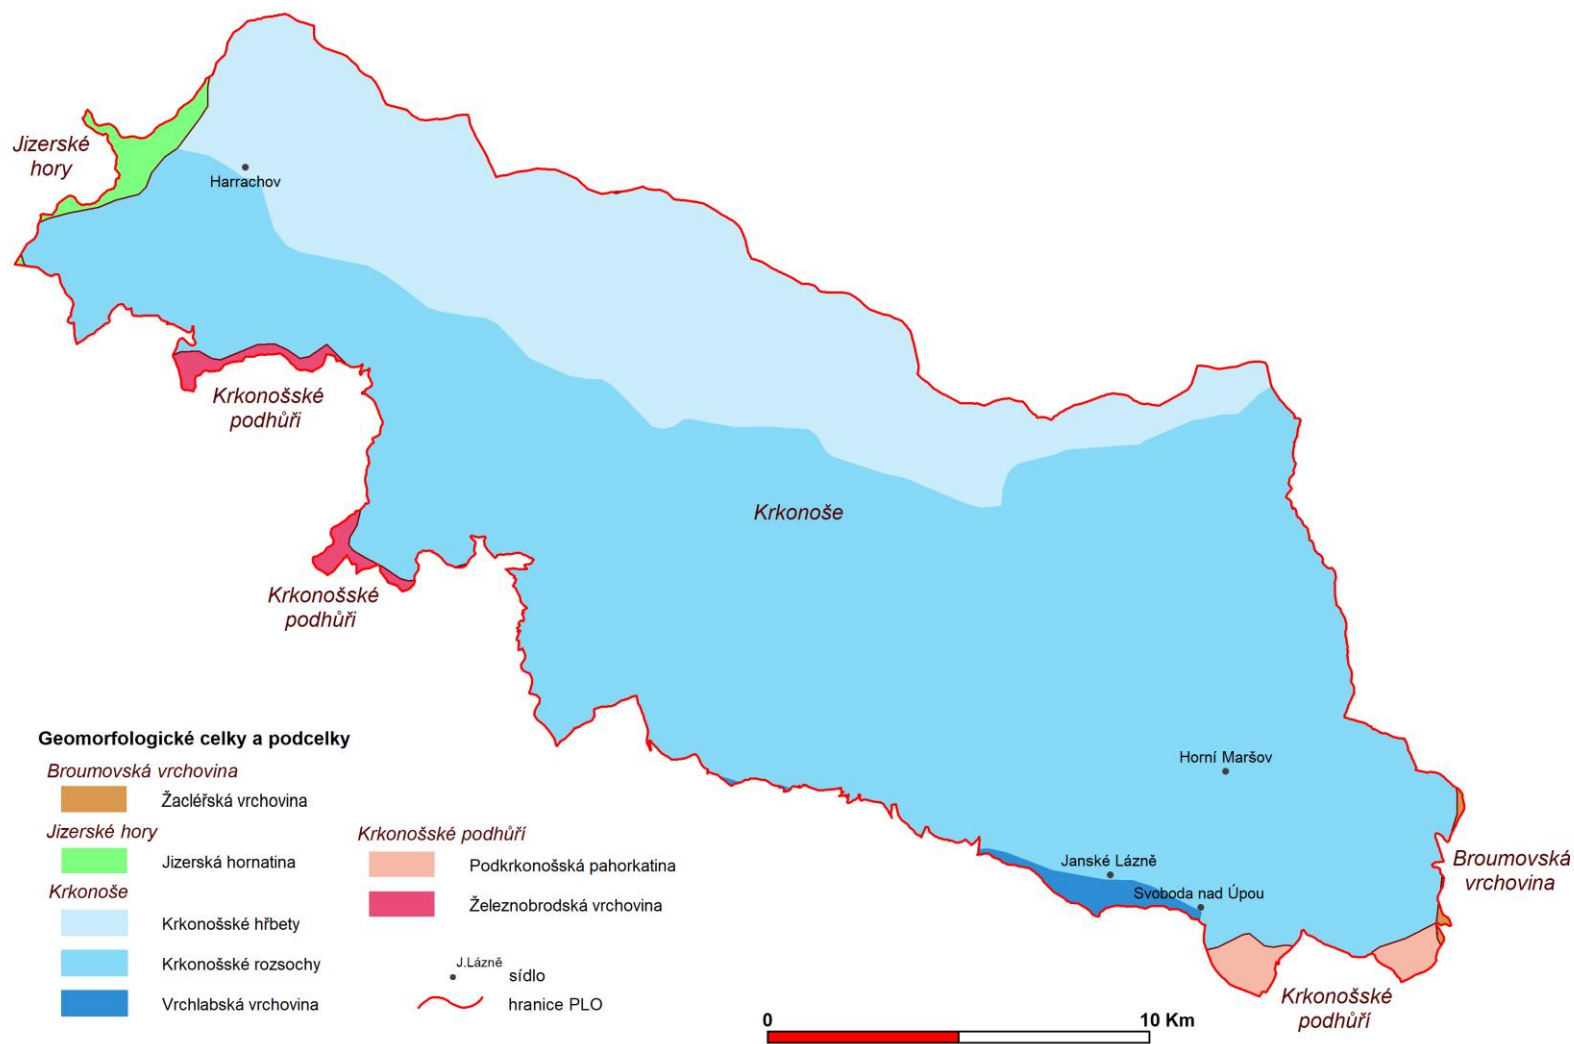 Jizerské
hory
Harrachov
Krkonošské
podhůři
Krkonoše
Krkonošské
podhůři
Horní Maršov
Janské Lázně
Svoboda nad Úpou
Broumovská
vrchovina
Krkonošské
podhůří
Geomorfologické celky a podcelky
Broumovská vrchovina
Žacléřská vrchovina
Jizerské hory
Jizerská hornatina
Krkonoše
Krkonošské hřbety
Krkonošské rozsochy
Vrchlabská vrchovina
Krkonošské podhůří
Podkrkonošská pahorkatina
Železnobrodská vrchovina
J.Lázně
sídlo
hranice PLO
0 10 Km